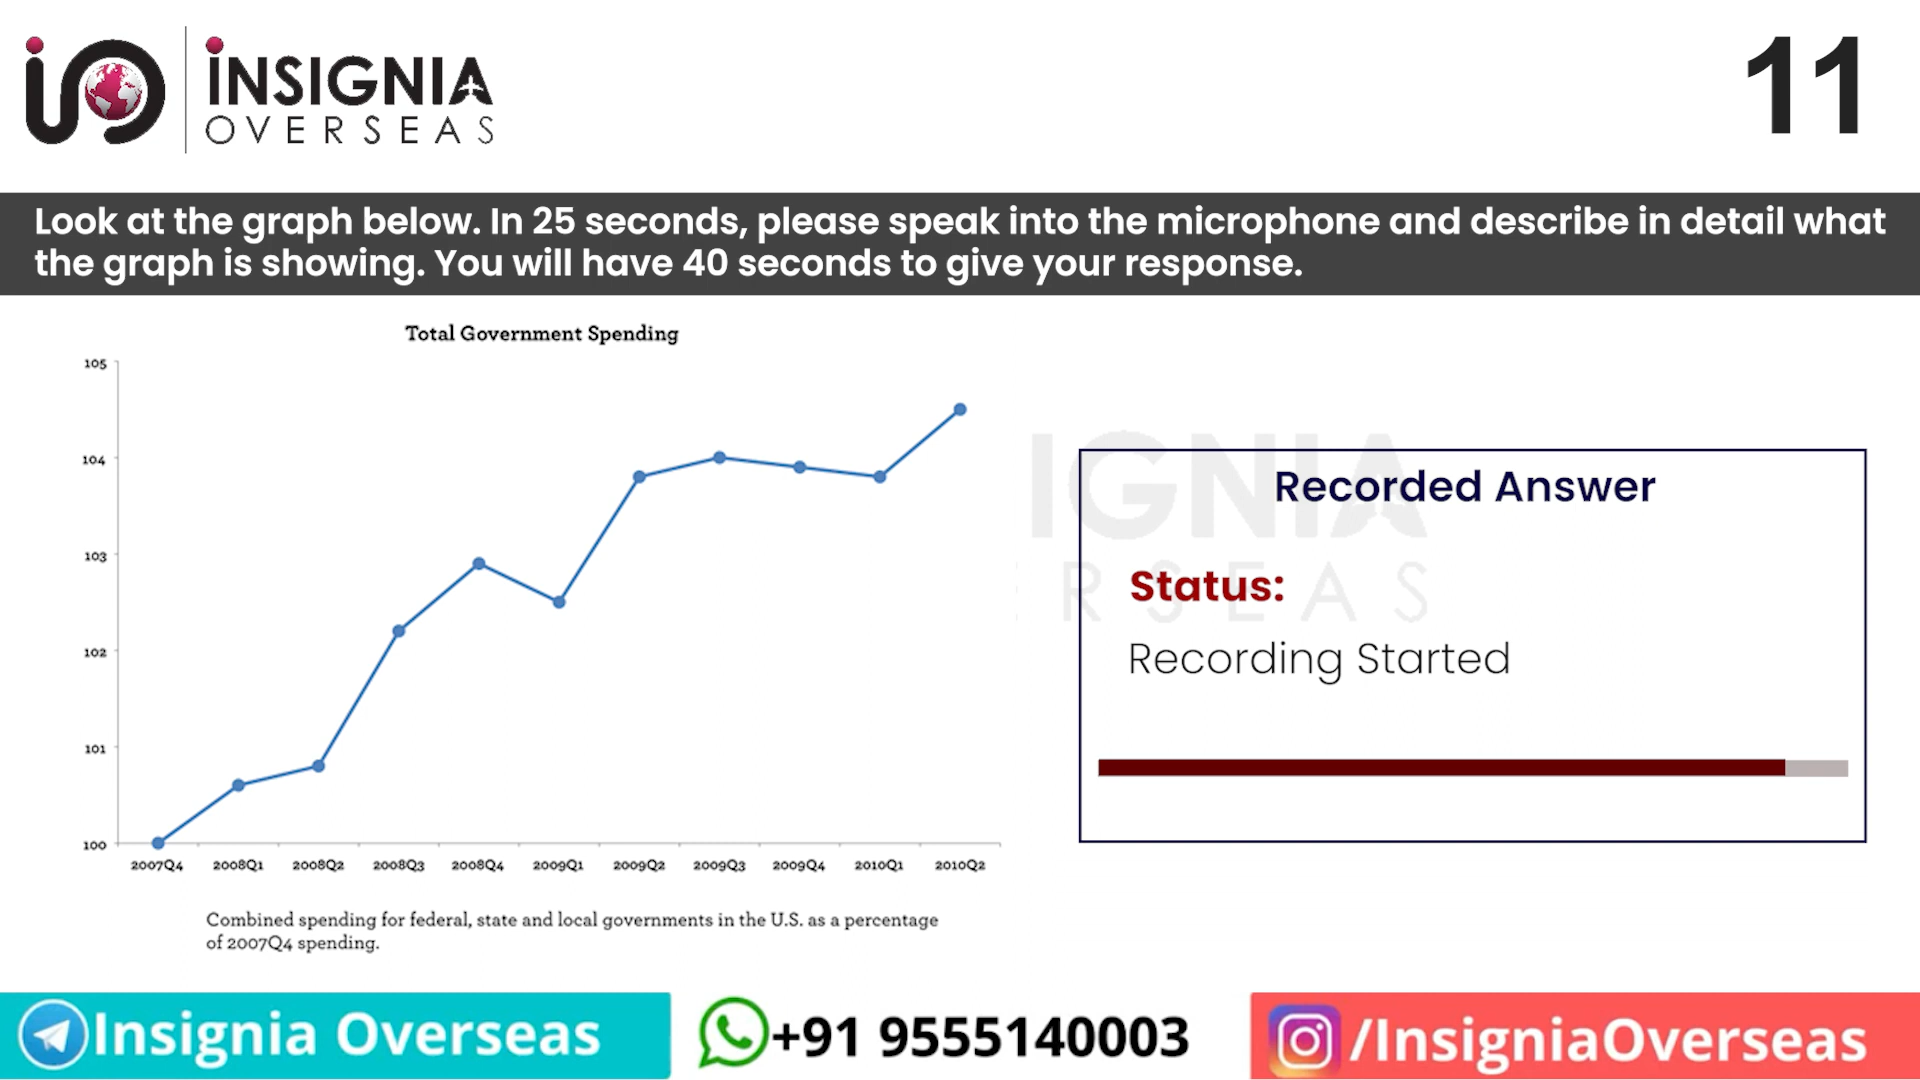 iNSIGNIA
OVERSEAS
11
Look at the graph below. In 25 seconds, please speak into the microphone and describe in detail what
the graph is showing. You will have 40 seconds to give your response.
Total Government Spending
105
104
103
102
101
100
2007Q4 2008Q1 2008Q2 2008Q3 2008Q4 2009Q1 2009Q2 2009Q3 2009Q4 2010Q1 2010Q2
Combined spending for federal, state and local governments in the U.S. as a percentage
of 2007Q4 spending.
IGNIA
RSEAS
Recorded Answer
Status:
Recording Started
Insignia Overseas
+91 9555140003
/InsigniaOverseas